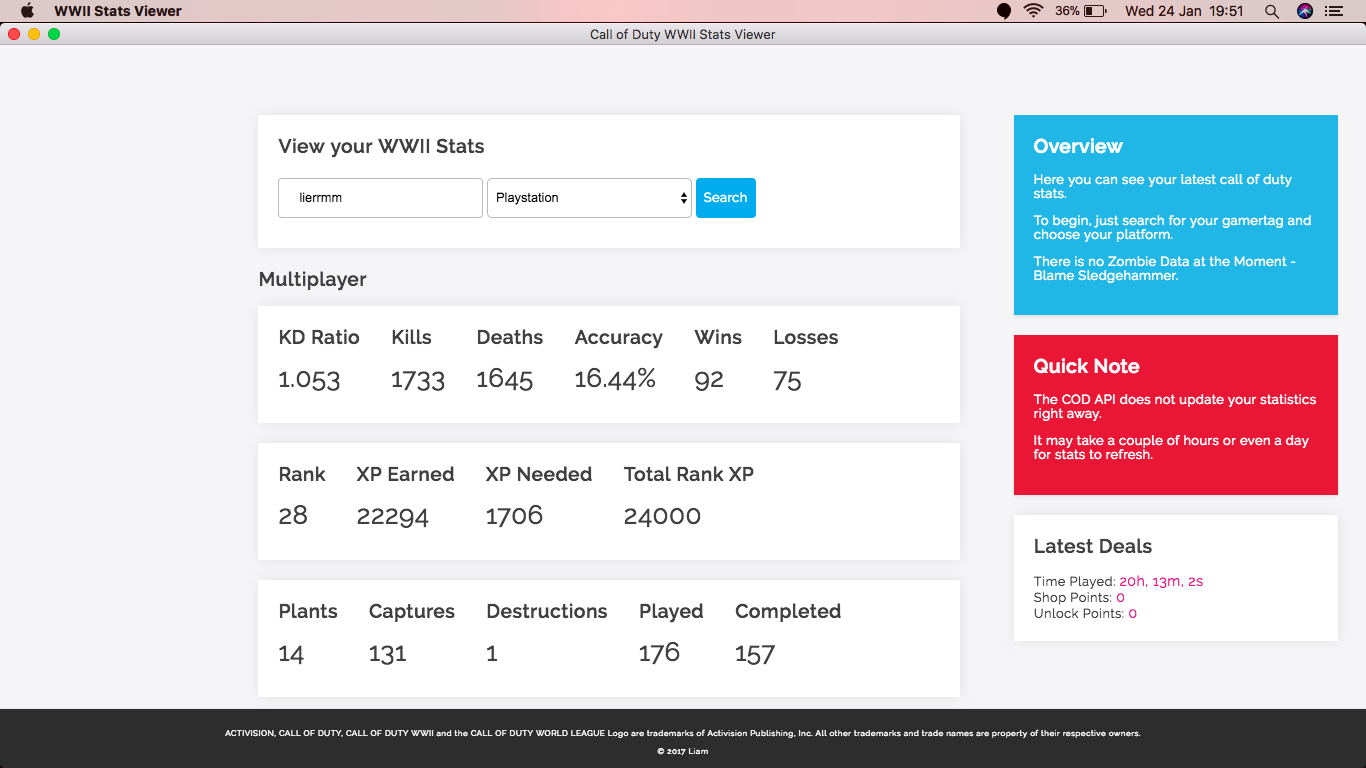 WWII Stats Viewer
36%
Wed 24 Jan 19:51
Call of Duty WWII Stats Viewer
View your WWII Stats
lierrmm
Playstation
Search
Multiplayer
KD Ratio Kills Deaths Accuracy Wins Losses
1.053 1733 1645 16.44% 92 75
Rank XP Earned XP Needed Total Rank XP
28 22294 1706 24000
Plants Captures Destructions Played Completed
14 131 1 176 157
Overview
Here you can see your latest call of duty
stats.
To begin, just search for your gamertag and
choose your platform.
There is no Zombie Data at the Moment -
Blame Sledgehammer.
Quick Note
The COD API does not update your statistics
right away.
It may take a couple of hours or even a day
for stats to refresh.
Latest Deals
Time Played: 20h, 13m, 2s
Shop Points: 0
Unlock Points: 0
ACTIVISION, CALL OF DUTY, CALL OF DUTY WWII and the CALL OF DUTY WORLD LEAGUE Logo are trademarks of Activision Publishing, Inc. All other trademarks and trade names are property of their respective owners.
© 2017 Liam